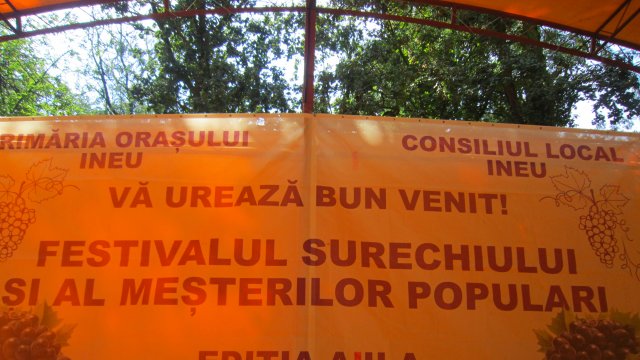 RIMĂRIA ORAȘULUI
INEU
CONSILIUL LOCAL
INEU
VĂ UREAZĂ BUN VENIT!
FESTIVALUL SURECHIULUI
ȘI AL MEȘTERILOR POPULARI